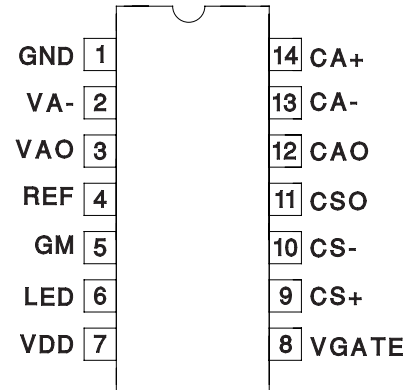 GND 1 14 CA+
VA- 2 13 CA-
VAO 3 12 CAO
REF 4 11 CSO
GM 5 10 CS-
LED 6 9 CS+
VDD 7 8 VGATE